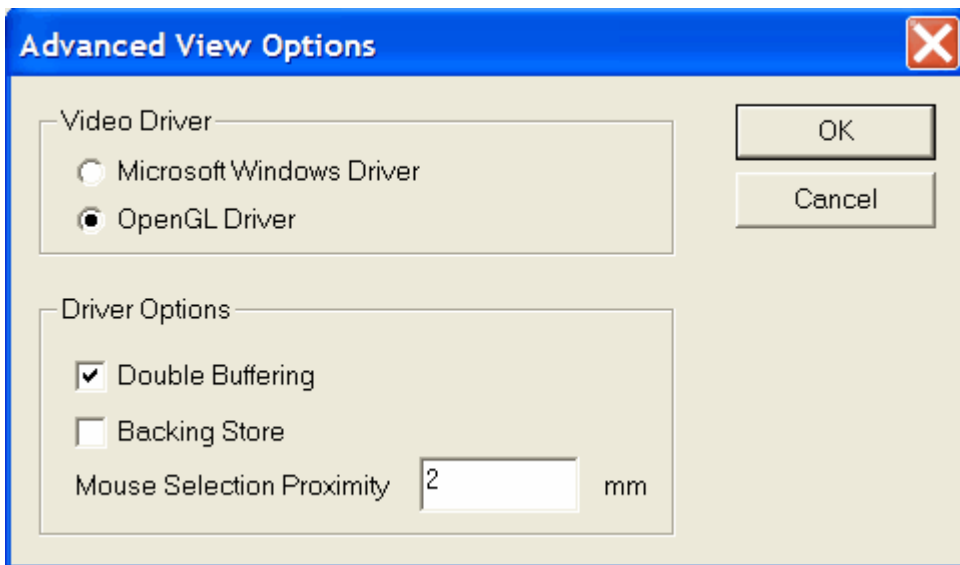 Advanced View Options
Video Driver
Microsoft Windows Driver
OpenGL Driver
OK
Cancel
Driver Options
Double Buffering
Backing Store
Mouse Selection Proximity 2 mm